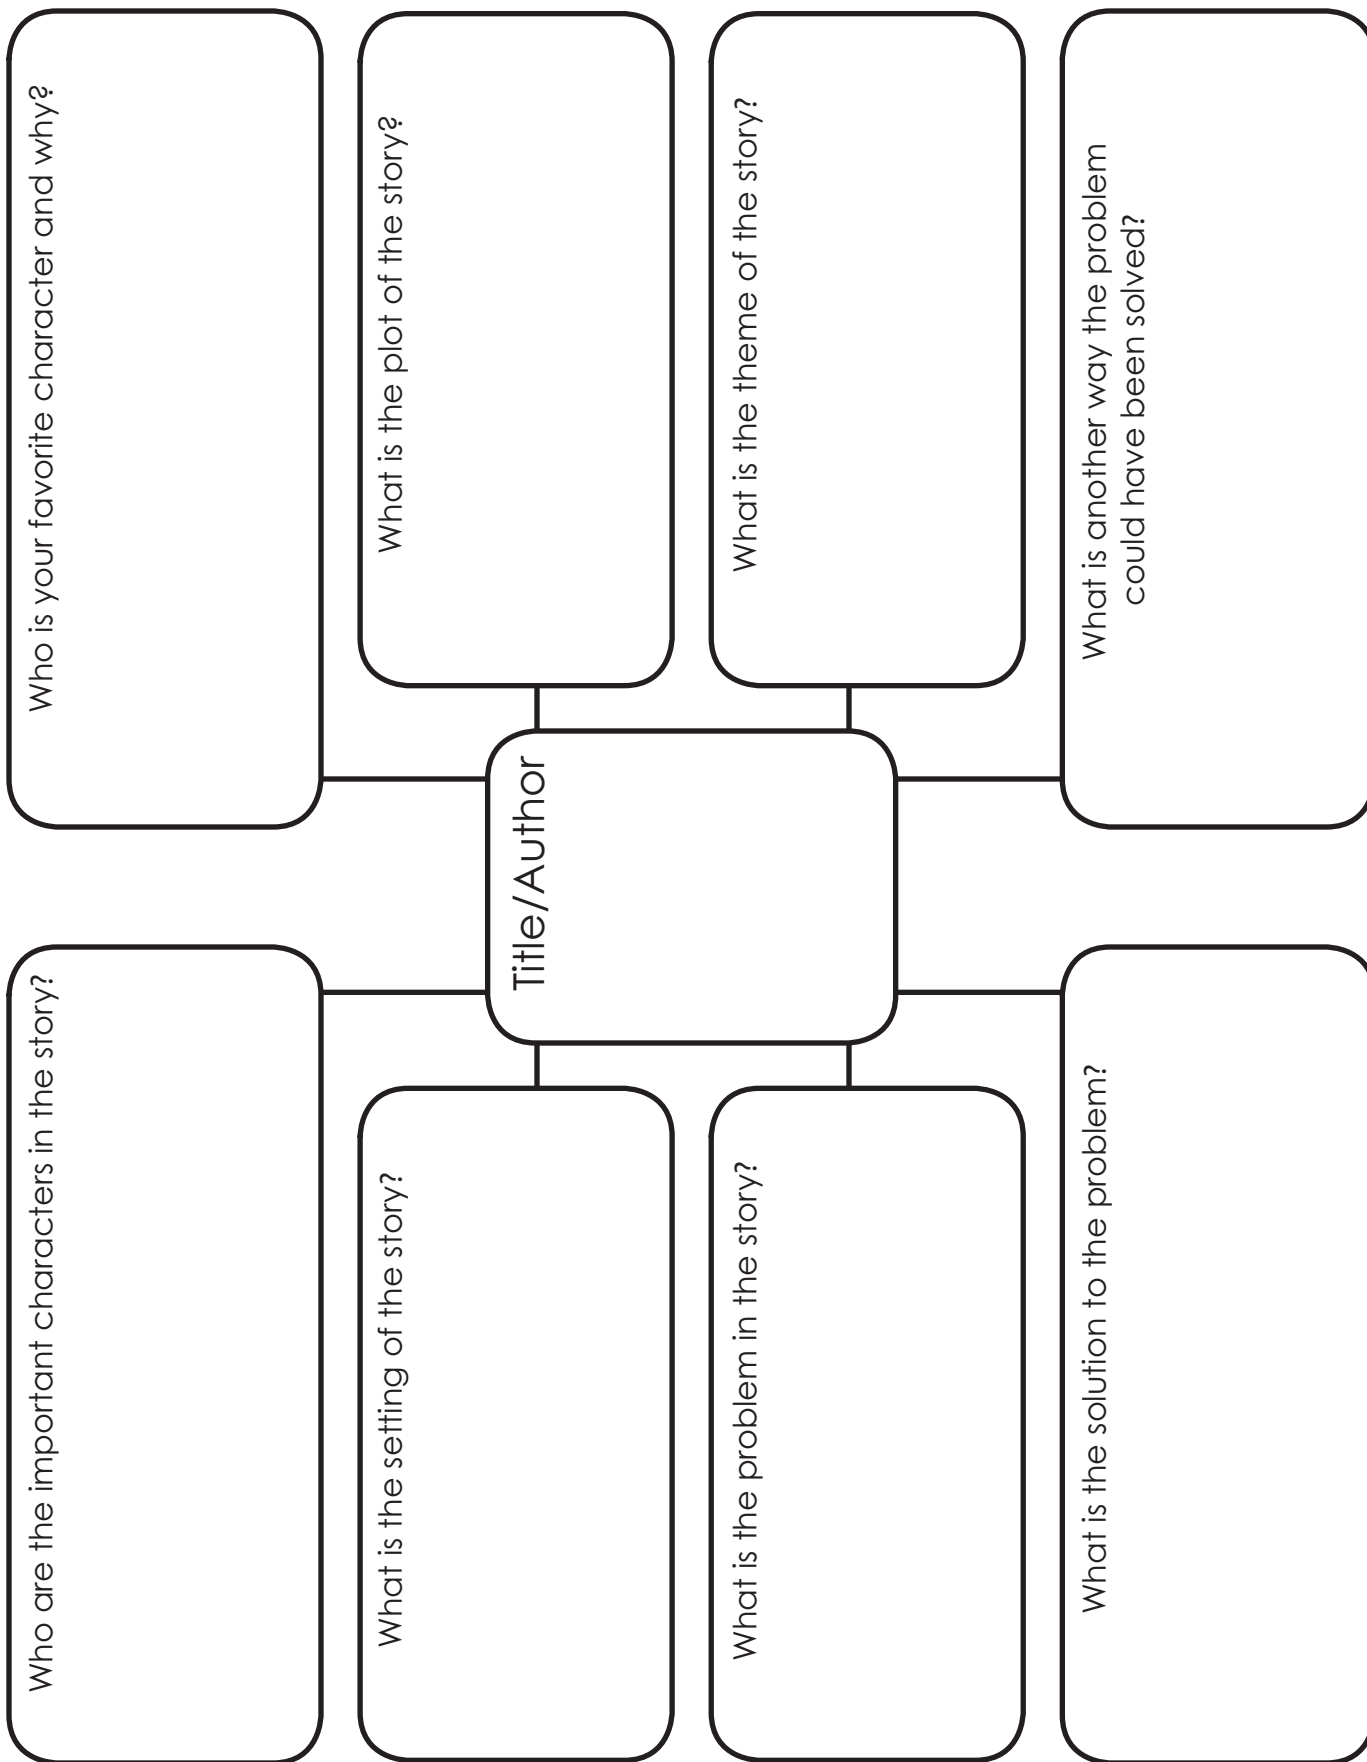 Who are the important characters in the story?
Who is your favorite character and why?
What is the setting of the story?
What is the plot of the story?
Title/Author
What is the problem in the story?
What is the theme of the story?
What is the solution to the problem?
What is another way the problem
could have been solved?